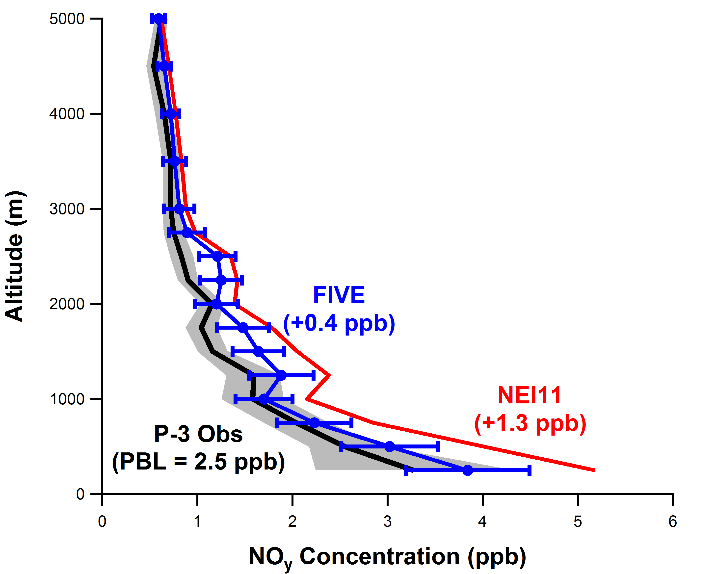 5000
4000
3000
2000
1000
0
Altitude (m)
FIVE
(+0.4 ppb)
NEI11
(+1.3 ppb)
P-3 Obs
(PBL = 2.5 ppb)
0 1 2 3 4 5 6
NOy Concentration (ppb)